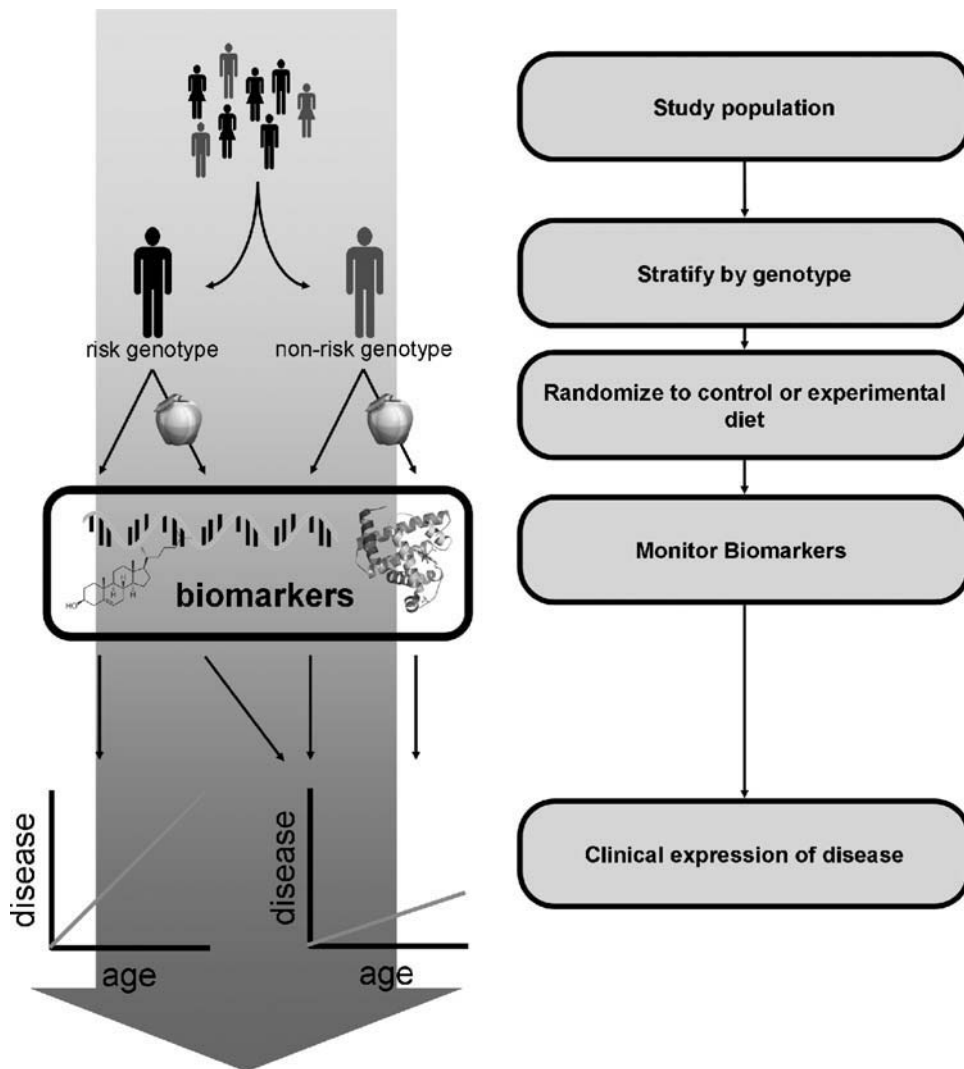 Study population
Stratify by genotype
risk genotype
non-risk genotype
Randomize to control or experimental
diet
HO
H
H
H
biomarkers
Monitor Biomarkers
disease
age
disease
age
Clinical expression of disease